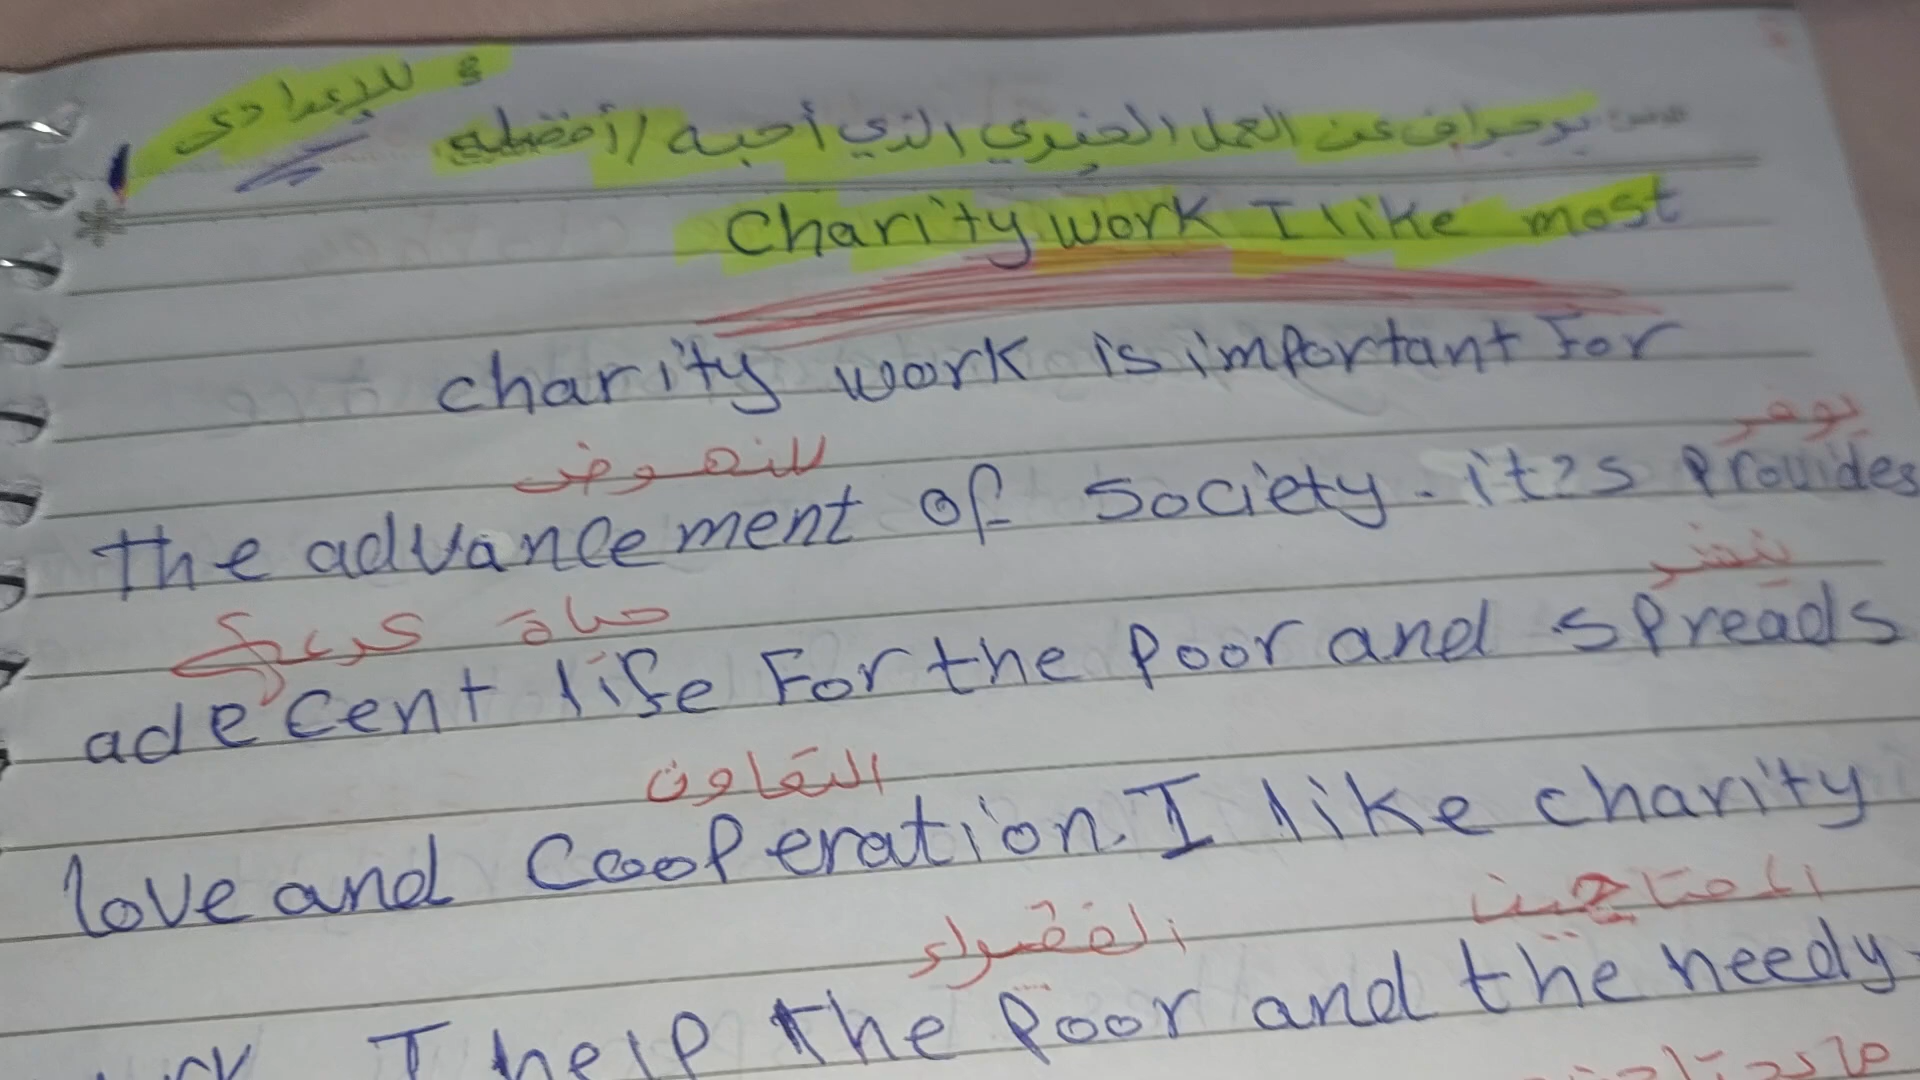 للإعدادي
بوجراف عن العمل الخيري الذي أحبه / أفضله
Charity work I like most
charity work is important For
يوفر
للنهوض
the advancement of society. it's provides
ينشر
حياة كريمة
a decent life For the poor and spreads
التعاون
love and cooperation. I like charity
الفقراء المحتاجين
I help the poor and the needy